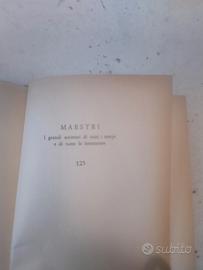 MAESTRI
I grandi scrittori di tutti i tempi
e di tutte le letterature
125
subito